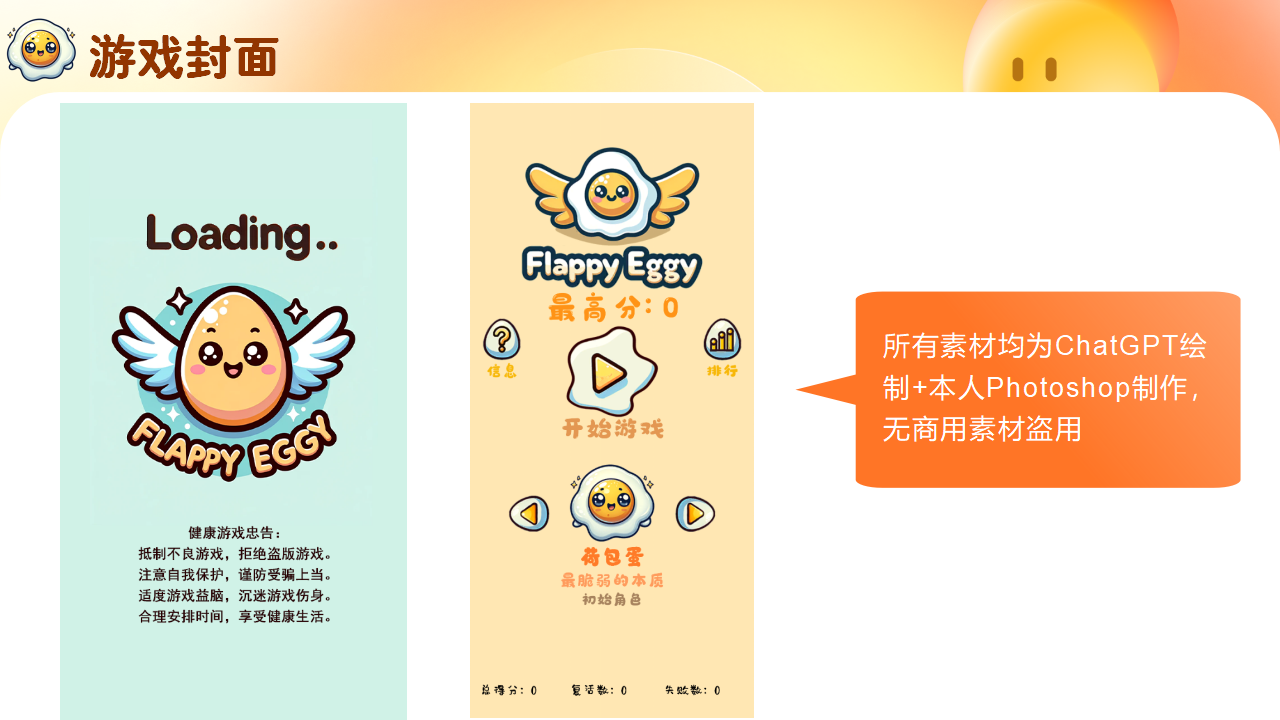 游戏封面
Loading..
FLAPPY EGGY
健康游戏忠告：
抵制不良游戏，拒绝盗版游戏。
注意自我保护，谨防受骗上当。
适度游戏益脑，沉迷游戏伤身。
合理安排时间，享受健康生活。
Flappy Eggy
最高分：0
信息
排行
开始游戏
荷包蛋
最脆弱的本质
初始角色
总得分：0
复活数：0
失败数：0
所有素材均为ChatGPT绘
制+本人Photoshop制作，
无商用素材盗用